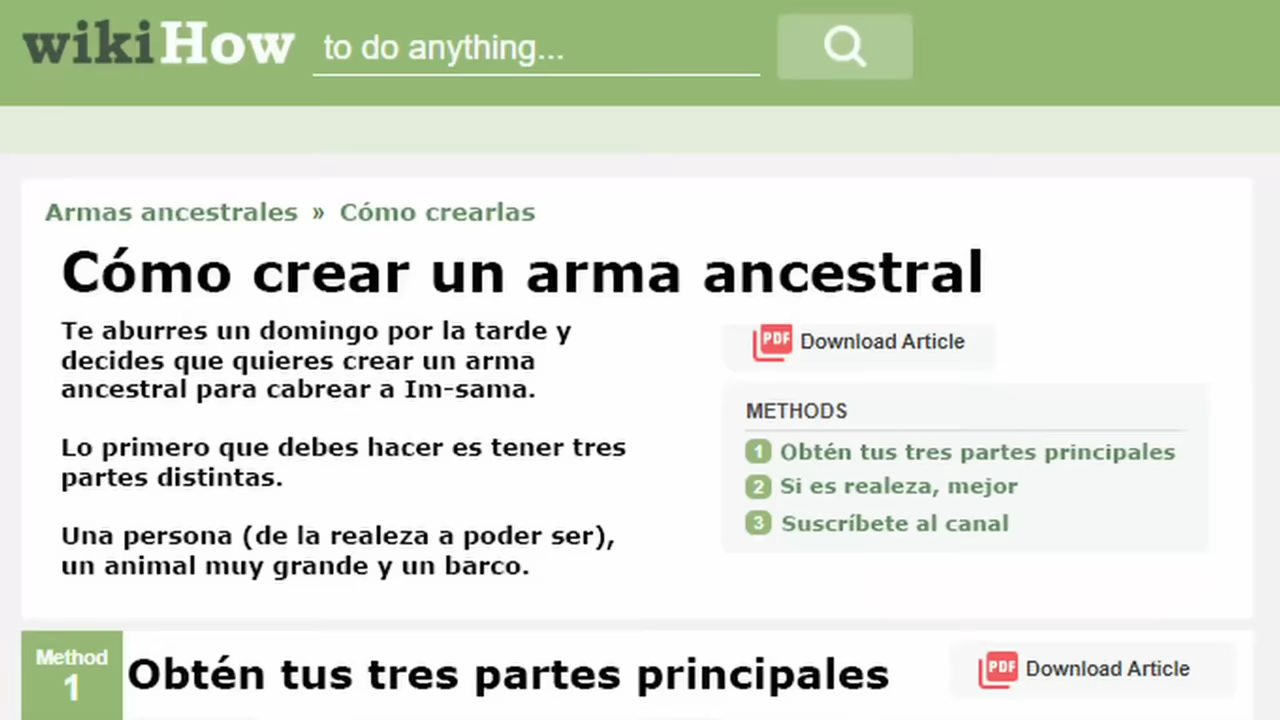 wikiHow to do anything...
Armas ancestrales » Cómo crearlas
Cómo crear un arma ancestral
Te aburres un domingo por la tarde y
decides que quieres crear un arma
ancestral para cabrear a Im-sama.
Lo primero que debes hacer es tener tres
partes distintas.
Una persona (de la realeza a poder ser),
un animal muy grande y un barco.
PDF Download Article
METHODS
1 Obtén tus tres partes principales
2 Si es realeza, mejor
3 Suscríbete al canal
Method
1
Obtén tus tres partes principales
PDF Download Article